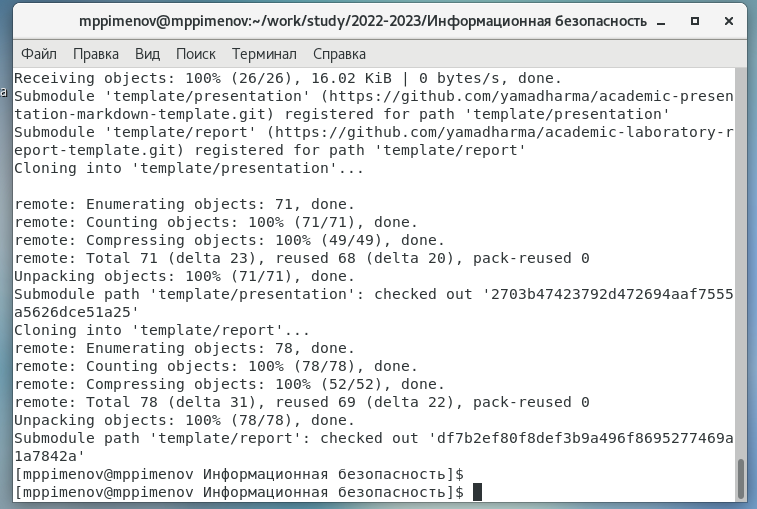 mppimenov@mppimenov:~/work/study/2022-2023/Информационная безопасность
Файл Правка Вид Поиск Терминал Справка
Receiving objects: 100% (26/26), 16.02 KiB | 0 bytes/s, done.
Submodule 'template/presentation' (https://github.com/yamadharma/academic-presen
tation-markdown-template.git) registered for path 'template/presentation'
Submodule 'template/report' (https://github.com/yamadharma/academic-laboratory-r
eport-template.git) registered for path 'template/report'
Cloning into 'template/presentation'...
remote: Enumerating objects: 71, done.
remote: Counting objects: 100% (71/71), done.
remote: Compressing objects: 100% (49/49), done.
remote: Total 71 (delta 23), reused 68 (delta 20), pack-reused 0
Unpacking objects: 100% (71/71), done.
Submodule path 'template/presentation': checked out '2703b47423792d472694aaf7555
a5626dce51a25'
Cloning into 'template/report'...
remote: Enumerating objects: 78, done.
remote: Counting objects: 100% (78/78), done.
remote: Compressing objects: 100% (52/52), done.
remote: Total 78 (delta 31), reused 69 (delta 22), pack-reused 0
Unpacking objects: 100% (78/78), done.
Submodule path 'template/report': checked out 'df7b2ef80f8def3b9a496f8695277469a
1a7842a'
[mppimenov@mppimenov Информационная безопасность]$
[mppimenov@mppimenov Информационная безопасность]$